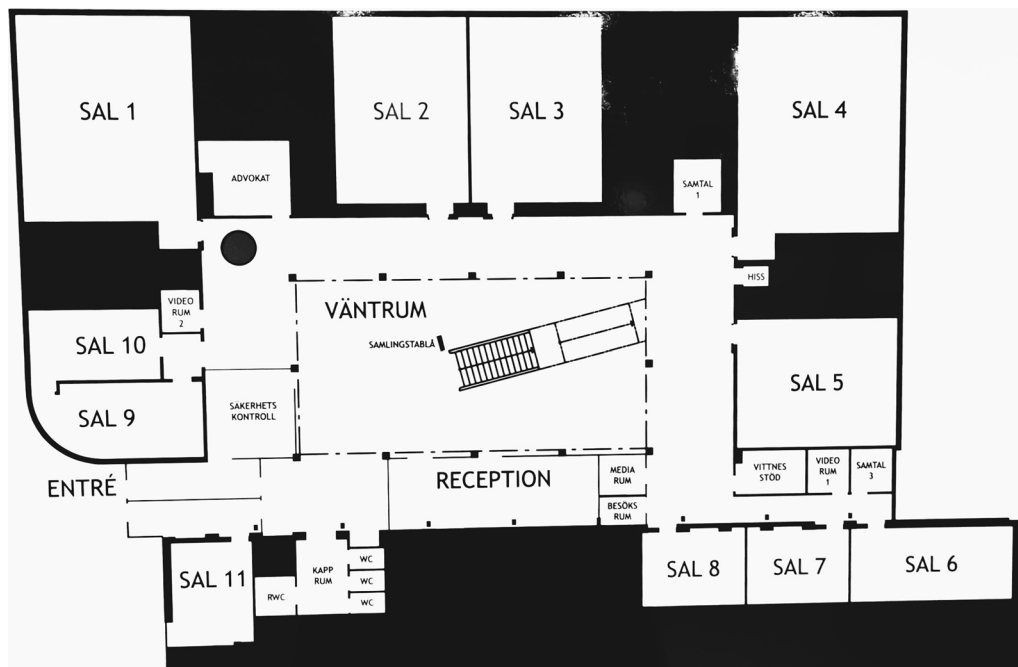 SAL 1
SAL 2
SAL 3
SAL 4
ADVOKAT
SAMTAL
1
HISS
VIDEO
RUM
2
VÄNTRUM
SAMLINGSTABLÅ
SAL 10
SAL 9
SÄKERHETS
KONTROLL
SAL 5
ENTRÉ
RECEPTION
MEDIA
RUM
BESÖKS
RUM
VITTNES
STÖD
VIDEO
RUM 1
SAMTAL
3
SAL 11
RWC
KAPP
RUM
WC
WC
WC
SAL 8
SAL 7
SAL 6